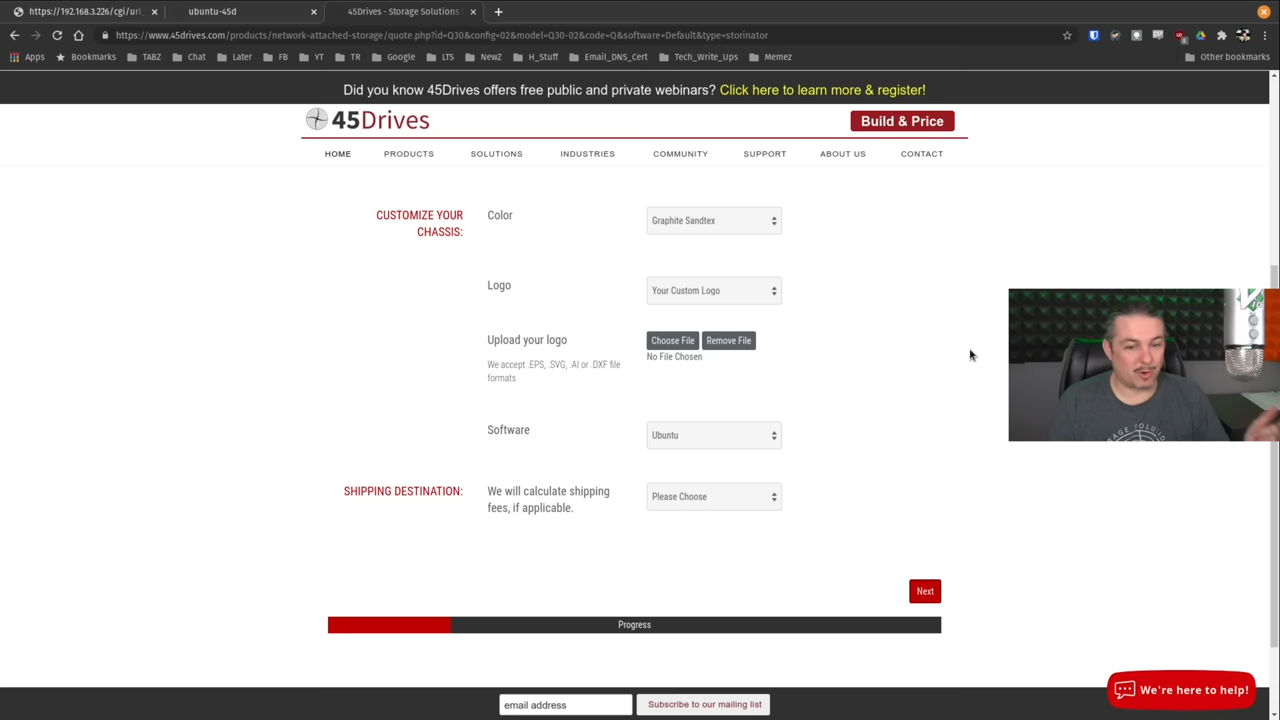 https://192.168.3.226/cgi/url
ubuntu-45d
45Drives - Storage Solutions
https://www.45drives.com/products/network-attached-storage/quote.php?id=Q30&config=02&model=Q30-02&code=Q&software=Default&type=storinator
Apps
Bookmarks
TABZ
Chat
Later
FB
YT
TR
Google
LTS
NewZ
H_Stuff
Email_DNS_Cert
Tech_Write_Ups
Memez
Other bookmarks
Did you know 45Drives offers free public and private webinars? Click here to learn more & register!
45Drives
Build & Price
HOME
PRODUCTS
SOLUTIONS
INDUSTRIES
COMMUNITY
SUPPORT
ABOUT US
CONTACT
CUSTOMIZE YOUR
CHASSIS:
Color
Graphite Sandtex
Logo
Your Custom Logo
Upload your logo
Choose File
Remove File
No File Chosen
We accept .EPS, .SVG, .AI or .DXF file
formats
Software
Ubuntu
SHIPPING DESTINATION:
We will calculate shipping
fees, if applicable.
Please Choose
Next
Progress
We're here to help!
email address
Subscribe to our mailing list